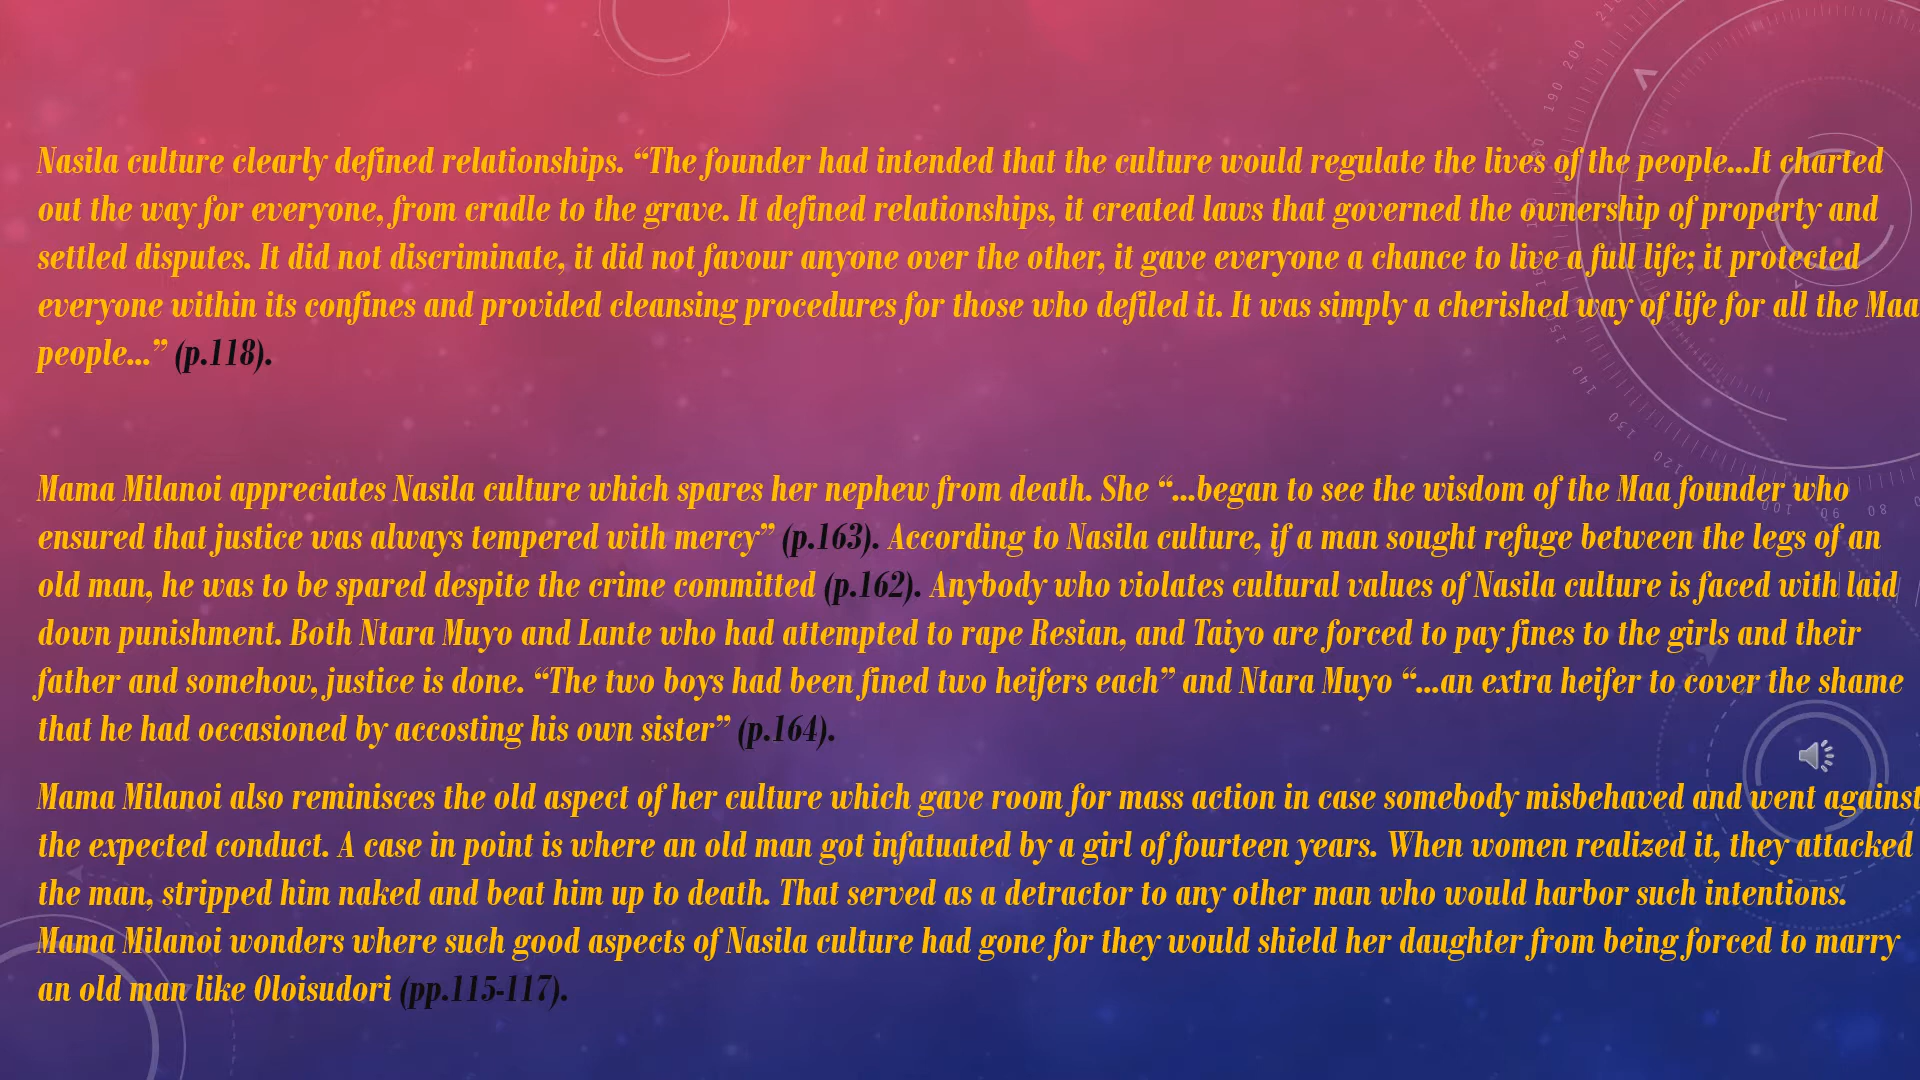 Nasila culture clearly defined relationships. “The founder had intended that the culture would regulate the lives of the people...It charted
out the way for everyone, from cradle to the grave. It defined relationships, it created laws that governed the ownership of property and
settled disputes. It did not discriminate, it did not favour anyone over the other, it gave everyone a chance to live a full life; it protected
everyone within its confines and provided cleansing procedures for those who defiled it. It was simply a cherished way of life for all the Maa
people...” (p.118).
Mama Milanoi appreciates Nasila culture which spares her nephew from death. She “...began to see the wisdom of the Maa founder who
ensured that justice was always tempered with mercy” (p.163). According to Nasila culture, if a man sought refuge between the legs of an
old man, he was to be spared despite the crime committed (p.162). Anybody who violates cultural values of Nasila culture is faced with laid
down punishment. Both Ntara Muyo and Lante who had attempted to rape Resian, and Taiyo are forced to pay fines to the girls and their
father and somehow, justice is done. “The two boys had been fined two heifers each” and Ntara Muyo “...an extra heifer to cover the shame
that he had occasioned by accosting his own sister” (p.164).
Mama Milanoi also reminisces the old aspect of her culture which gave room for mass action in case somebody misbehaved and went against
the expected conduct. A case in point is where an old man got infatuated by a girl of fourteen years. When women realized it, they attacked
the man, stripped him naked and beat him up to death. That served as a detractor to any other man who would harbor such intentions.
Mama Milanoi wonders where such good aspects of Nasila culture had gone for they would shield her daughter from being forced to marry
an old man like Oloisudori (pp.115-117).